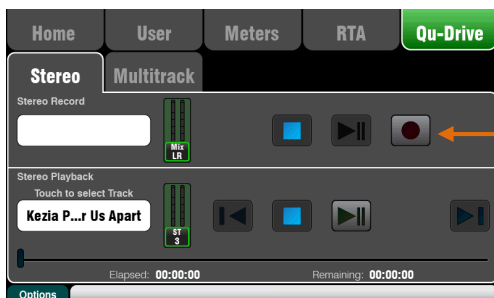 Home User Meters RTA Qu-Drive
Stereo Multitrack
Stereo Record
Mix
LR
Stereo Playback
Touch to select Track
Kezia P...r Us Apart
ST
3
Elapsed: 00:00:00 Remaining: 00:00:00
Options